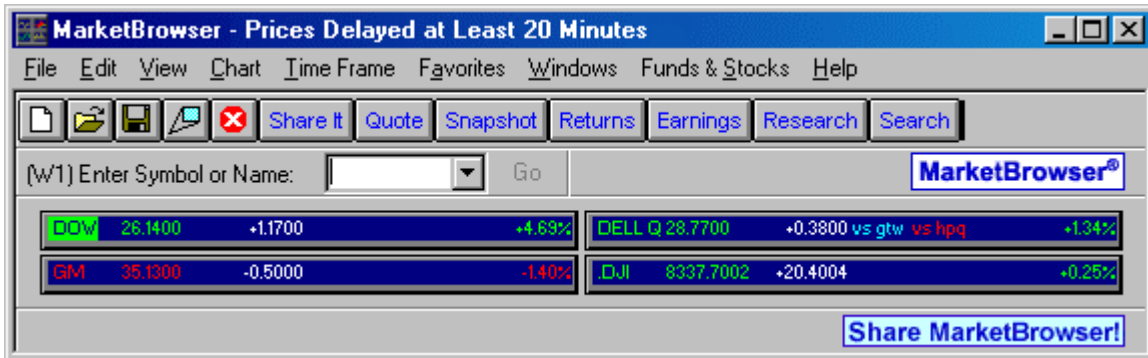 MarketBrowser - Prices Delayed at Least 20 Minutes
File Edit View Chart Time Frame Favorites Windows Funds & Stocks Help
Share It Quote Snapshot Returns Earnings Research Search
(W1) Enter Symbol or Name: Go MarketBrowser®
DOW 26.1400 +1.1700 +4.69% DELL Q 28.7700 +0.3800 vs gtw vs hpq +1.34%
GM 35.1300 -0.5000 -1.40% .DJI 8337.7002 +20.4004 +0.25%
Share MarketBrowser!